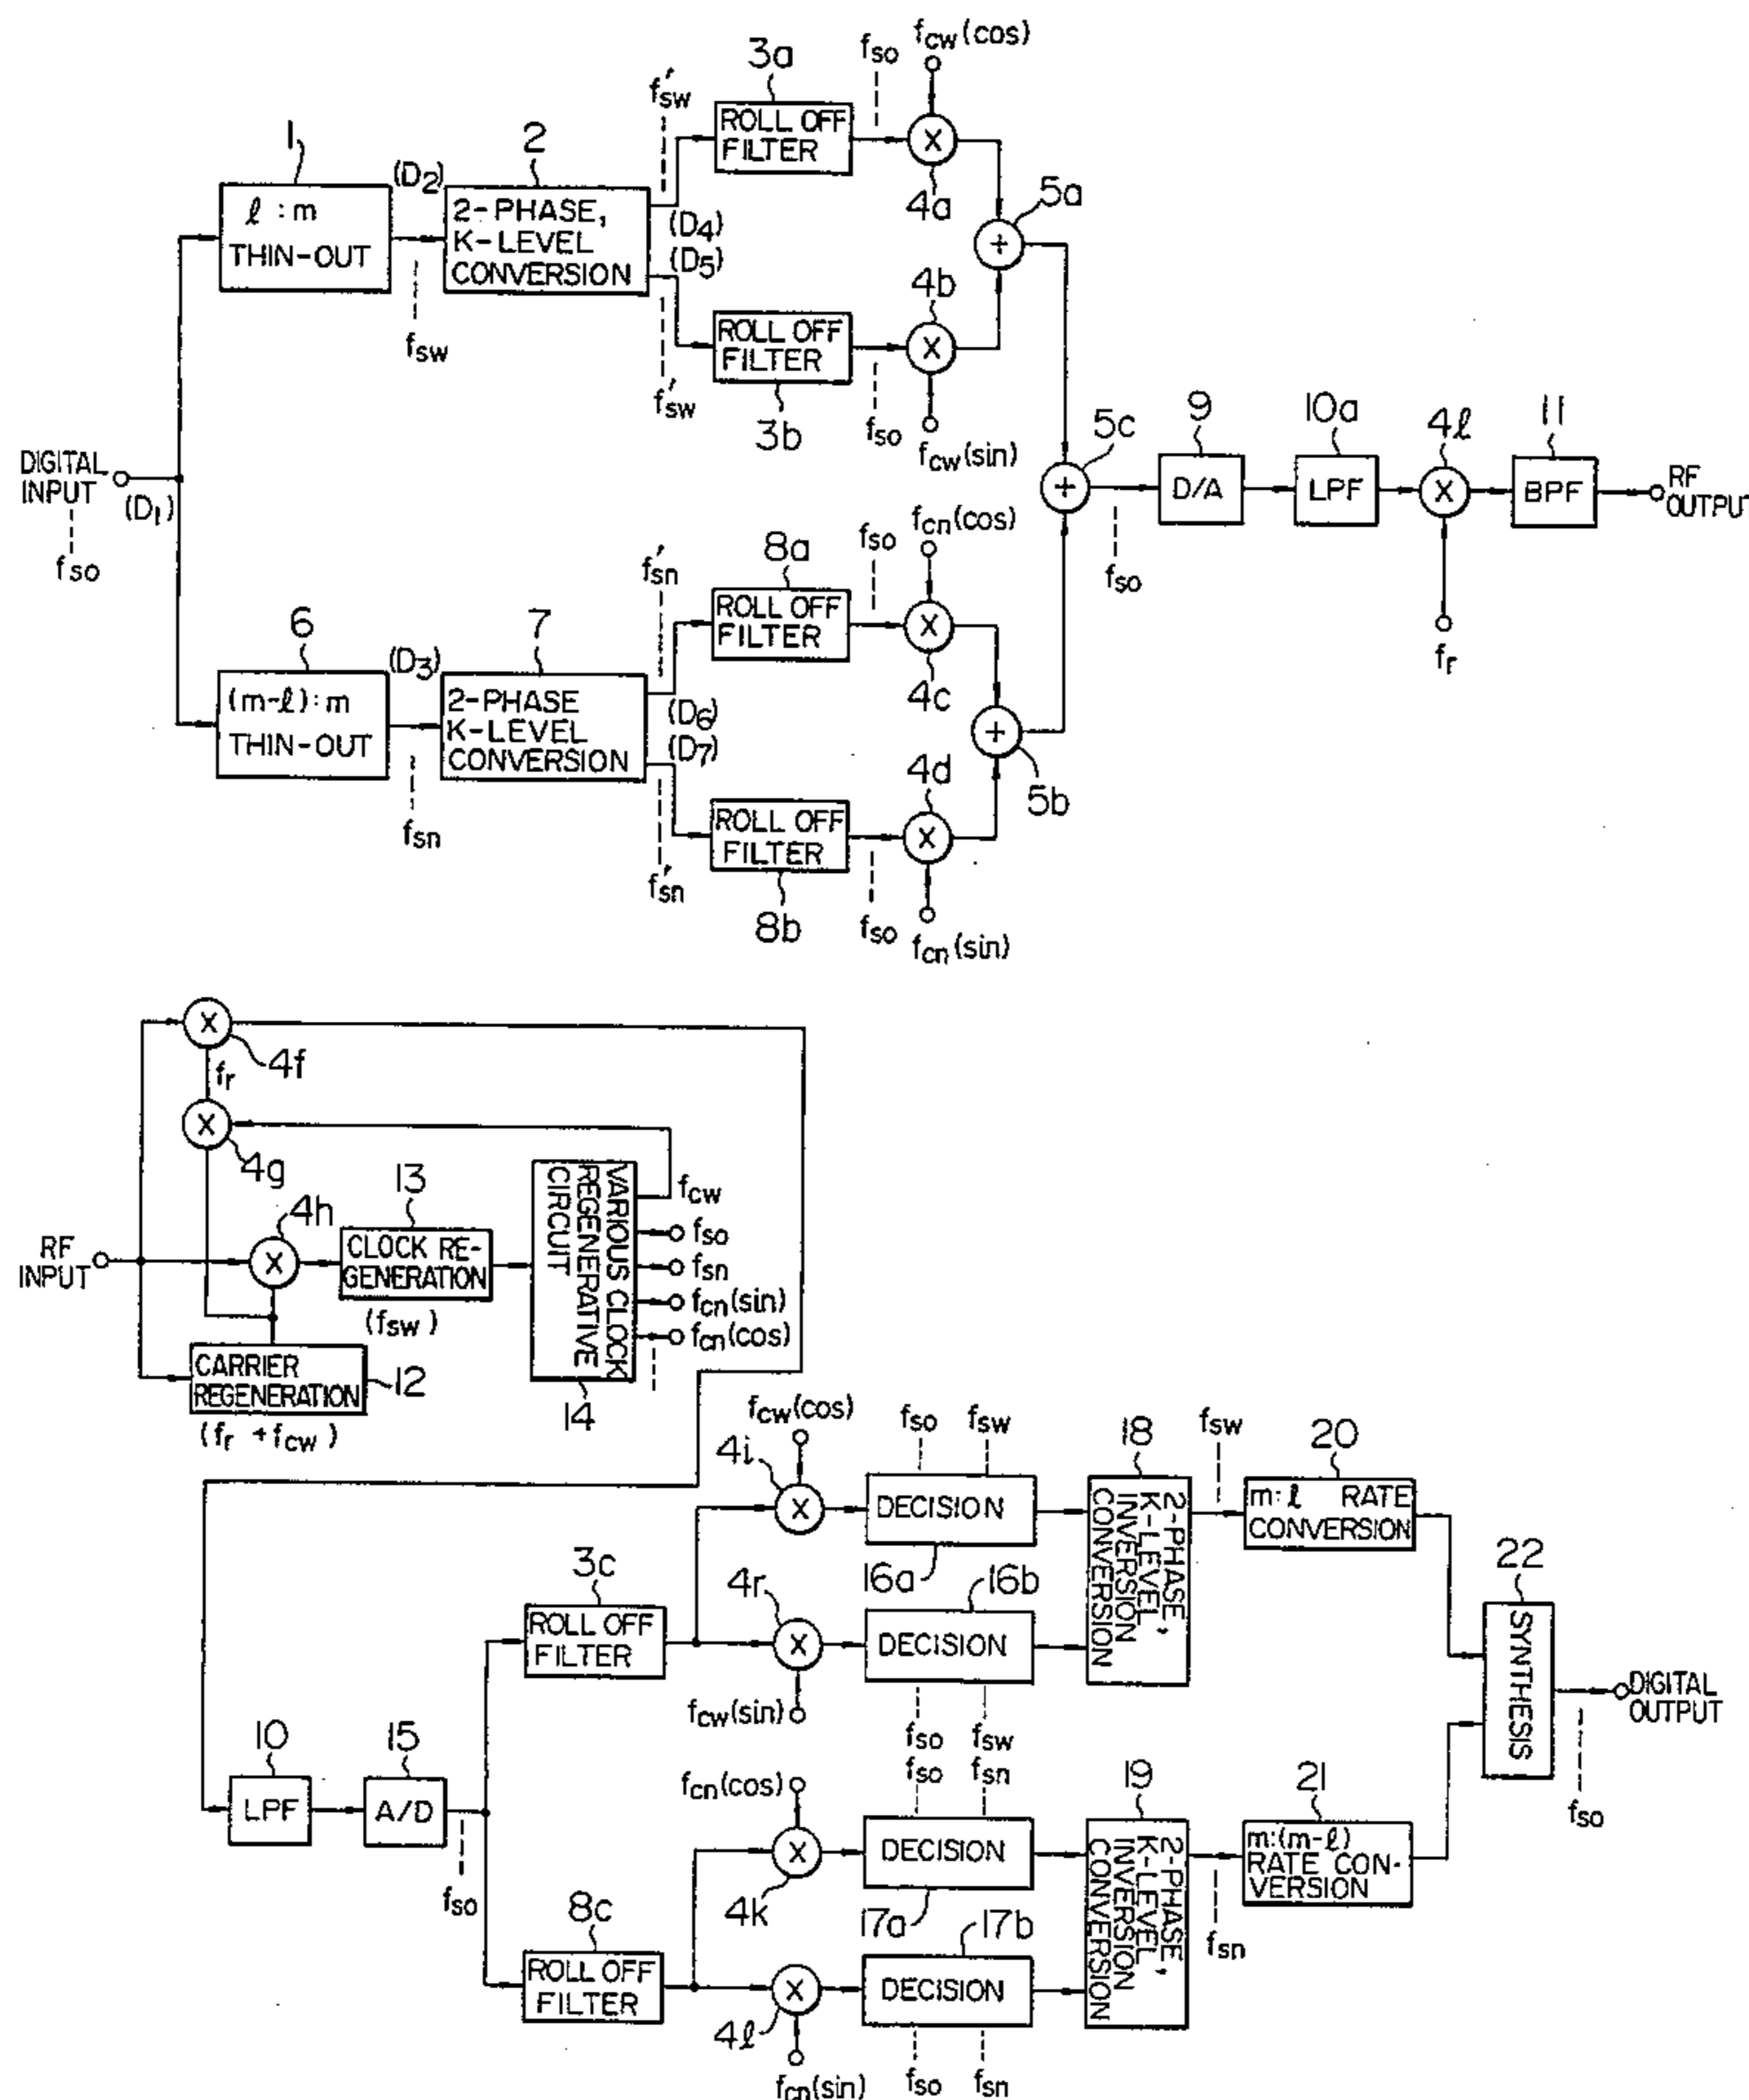 1
ℓ : m
THIN-OUT
(D2)
fsw
2
2-PHASE,
K-LEVEL
CONVERSION
f'sw
(D4)
(D5)
f'sw
3a
ROLL OFF
FILTER
fso
fcw(cos)
X
4a
ROLL OFF
FILTER
3b
fso
4b
X
fcw(sin)
5a
+
DIGITAL
INPUT
(D1)
fso
6
(m-ℓ):m
THIN-OUT
(D3)
fsn
7
2-PHASE
K-LEVEL
CONVERSION
f'sn
(D6)
(D7)
f'sn
8a
ROLL OFF
FILTER
fso
fcn(cos)
X
4c
ROLL OFF
FILTER
8b
fso
4d
X
fcn(sin)
+
5b
5c
+
fso
9
D/A
10a
LPF
4ℓ
X
fr
11
BPF
RF
OUTPUT
X
4f
fr
X
4g
4h
X
RF
INPUT
13
CLOCK RE-
GENERATION
(fsw)
CARRIER
REGENERATION
12
(fr + fcw)
VARIOUS CLOCK
REGENERATIVE
CIRCUIT
14
fcw
fso
fsn
fcn(sin)
fcn(cos)
10
LPF
15
A/D
fso
3c
ROLL OFF
FILTER
fcw(cos)
4i
X
4r
X
fcw(sin)
fso
fsw
DECISION
16a
16b
DECISION
fso
fsw
18
2-PHASE,
K-LEVEL,
INVERSION
CONVERSION
fsw
20
m:ℓ RATE
CONVERSION
22
SYNTHESIS
DIGITAL
OUTPUT
fso
8c
ROLL OFF
FILTER
fcn(cos)
X
4k
X
4ℓ
fcn(sin)
fso
fsn
DECISION
17a
17b
DECISION
fso
fsn
19
2-PHASE,
K-LEVEL,
INVERSION
CONVERSION
fsn
21
m:(m-ℓ)
RATE CON-
VERSION